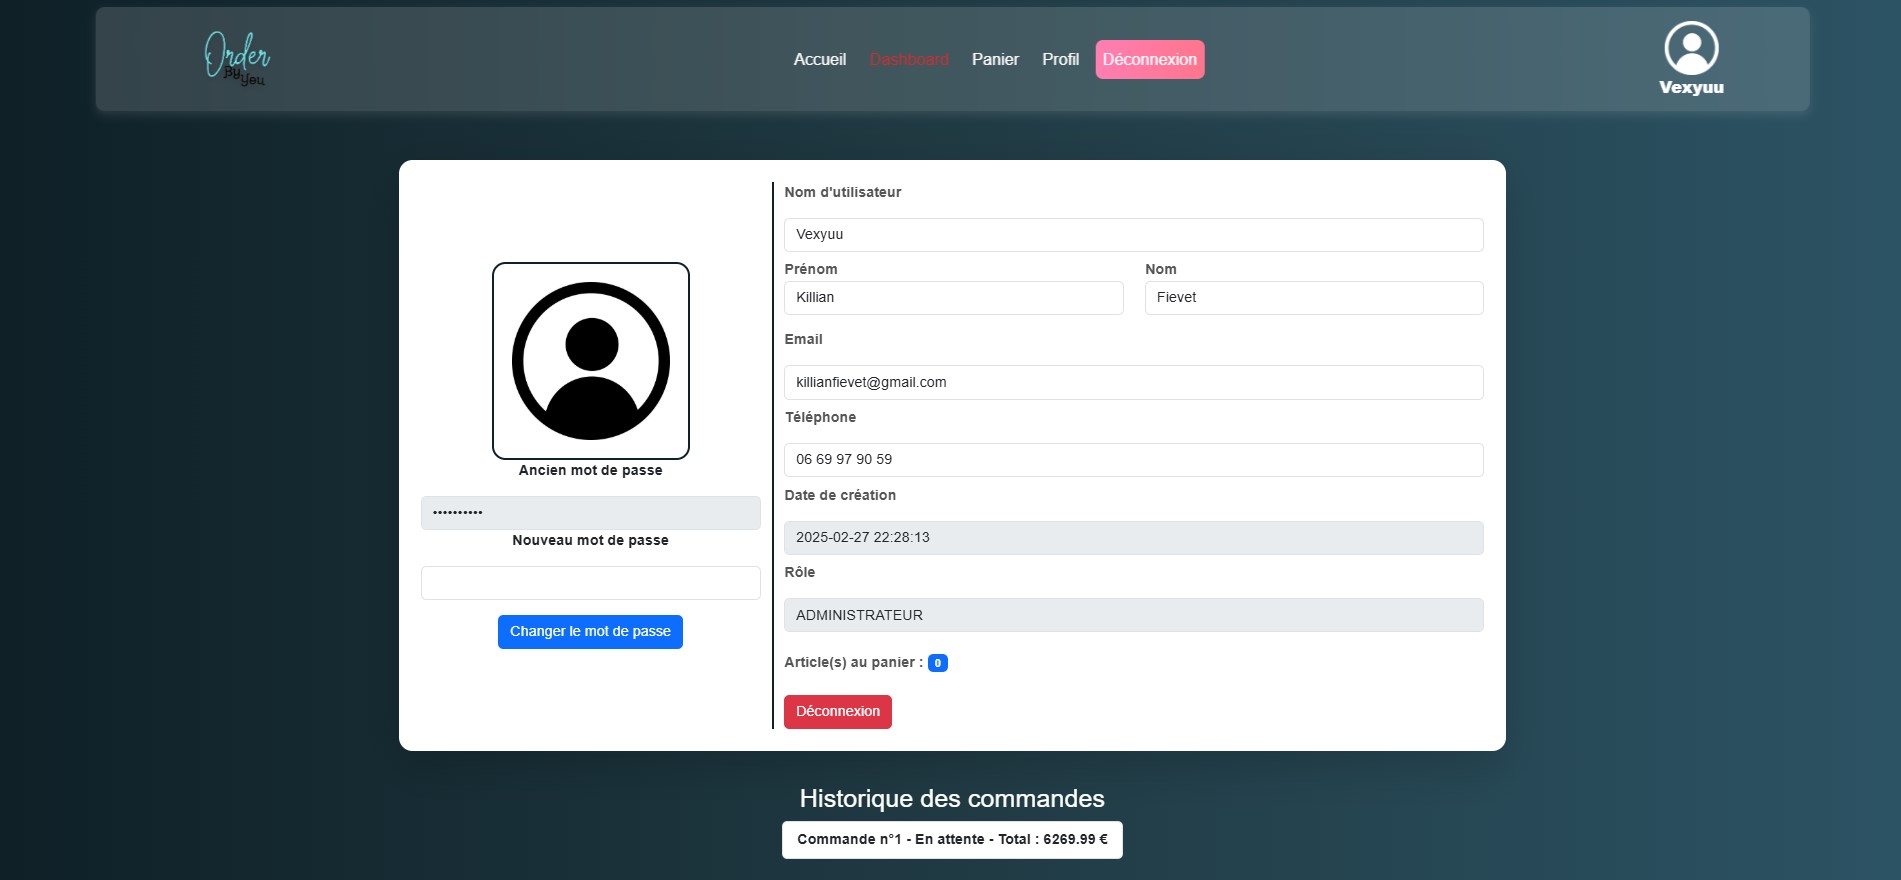 Order
By You
Accueil Dashboard Panier Profil Déconnexion
Vexyuu
Ancien mot de passe
••••••••••
Nouveau mot de passe
Changer le mot de passe
Nom d'utilisateur
Vexyuu
Prénom Nom
Killian Fievet
Email
killianfievet@gmail.com
Téléphone
06 69 97 90 59
Date de création
2025-02-27 22:28:13
Rôle
ADMINISTRATEUR
Article(s) au panier : 0
Déconnexion
Historique des commandes
Commande n°1 - En attente - Total : 6269.99 €